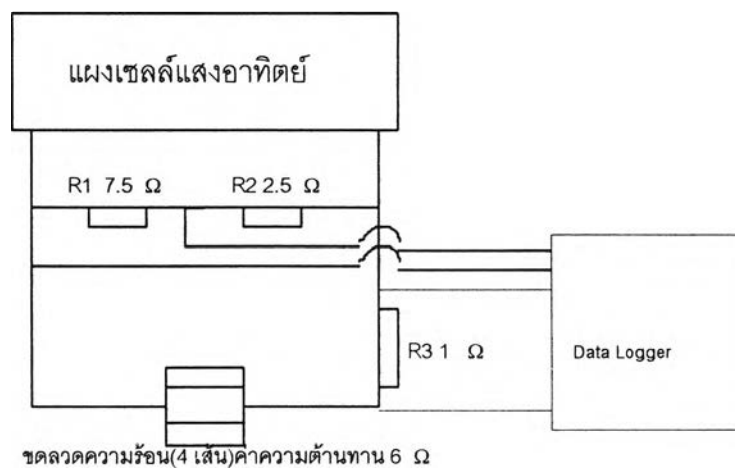 แผงเซลล์แสงอาทิตย์
R1 7.5 Ω
R2 2.5 Ω
R3 1 Ω
Data Logger
ขดลวดความร้อน(4 เส้น)ค่าความต้านทาน 6 Ω